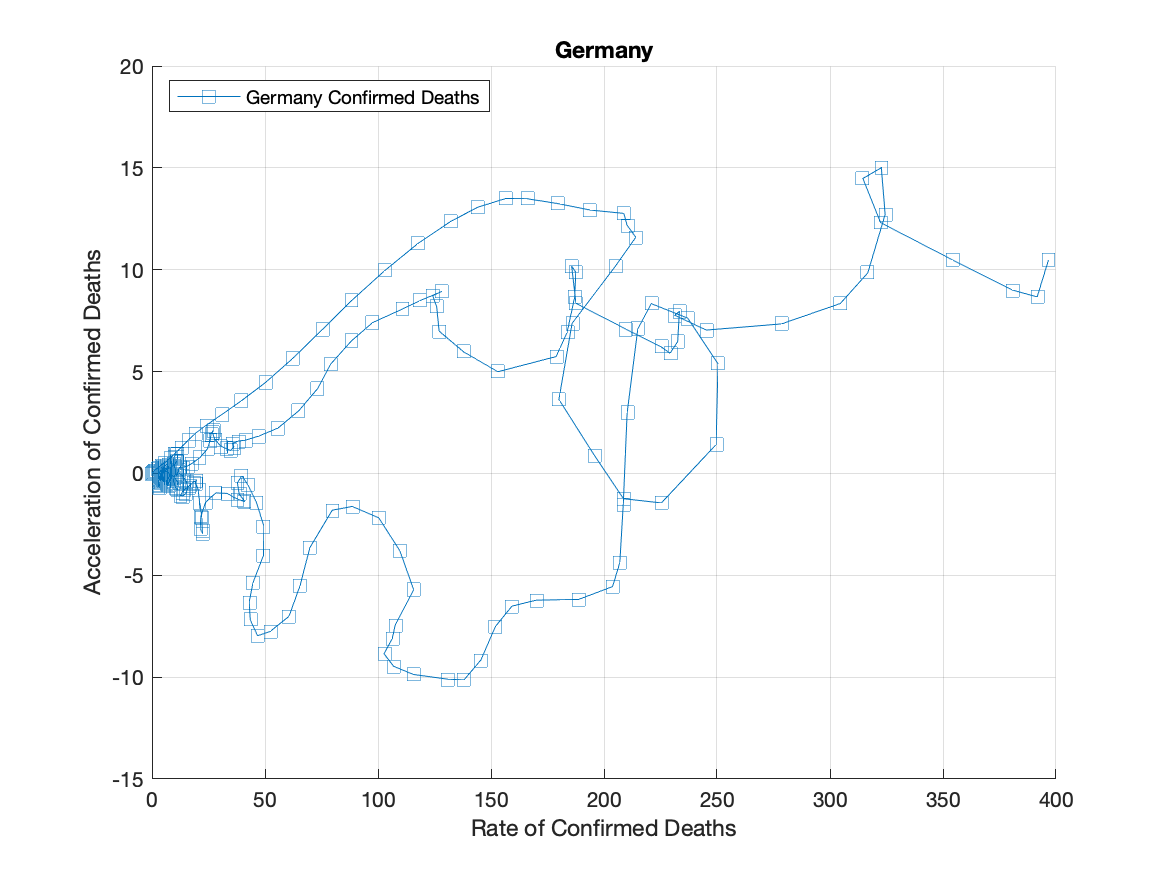 Germany
Germany Confirmed Deaths
20
15
10
5
0
-5
-10
-15
Acceleration of Confirmed Deaths
0 50 100 150 200 250 300 350 400
Rate of Confirmed Deaths